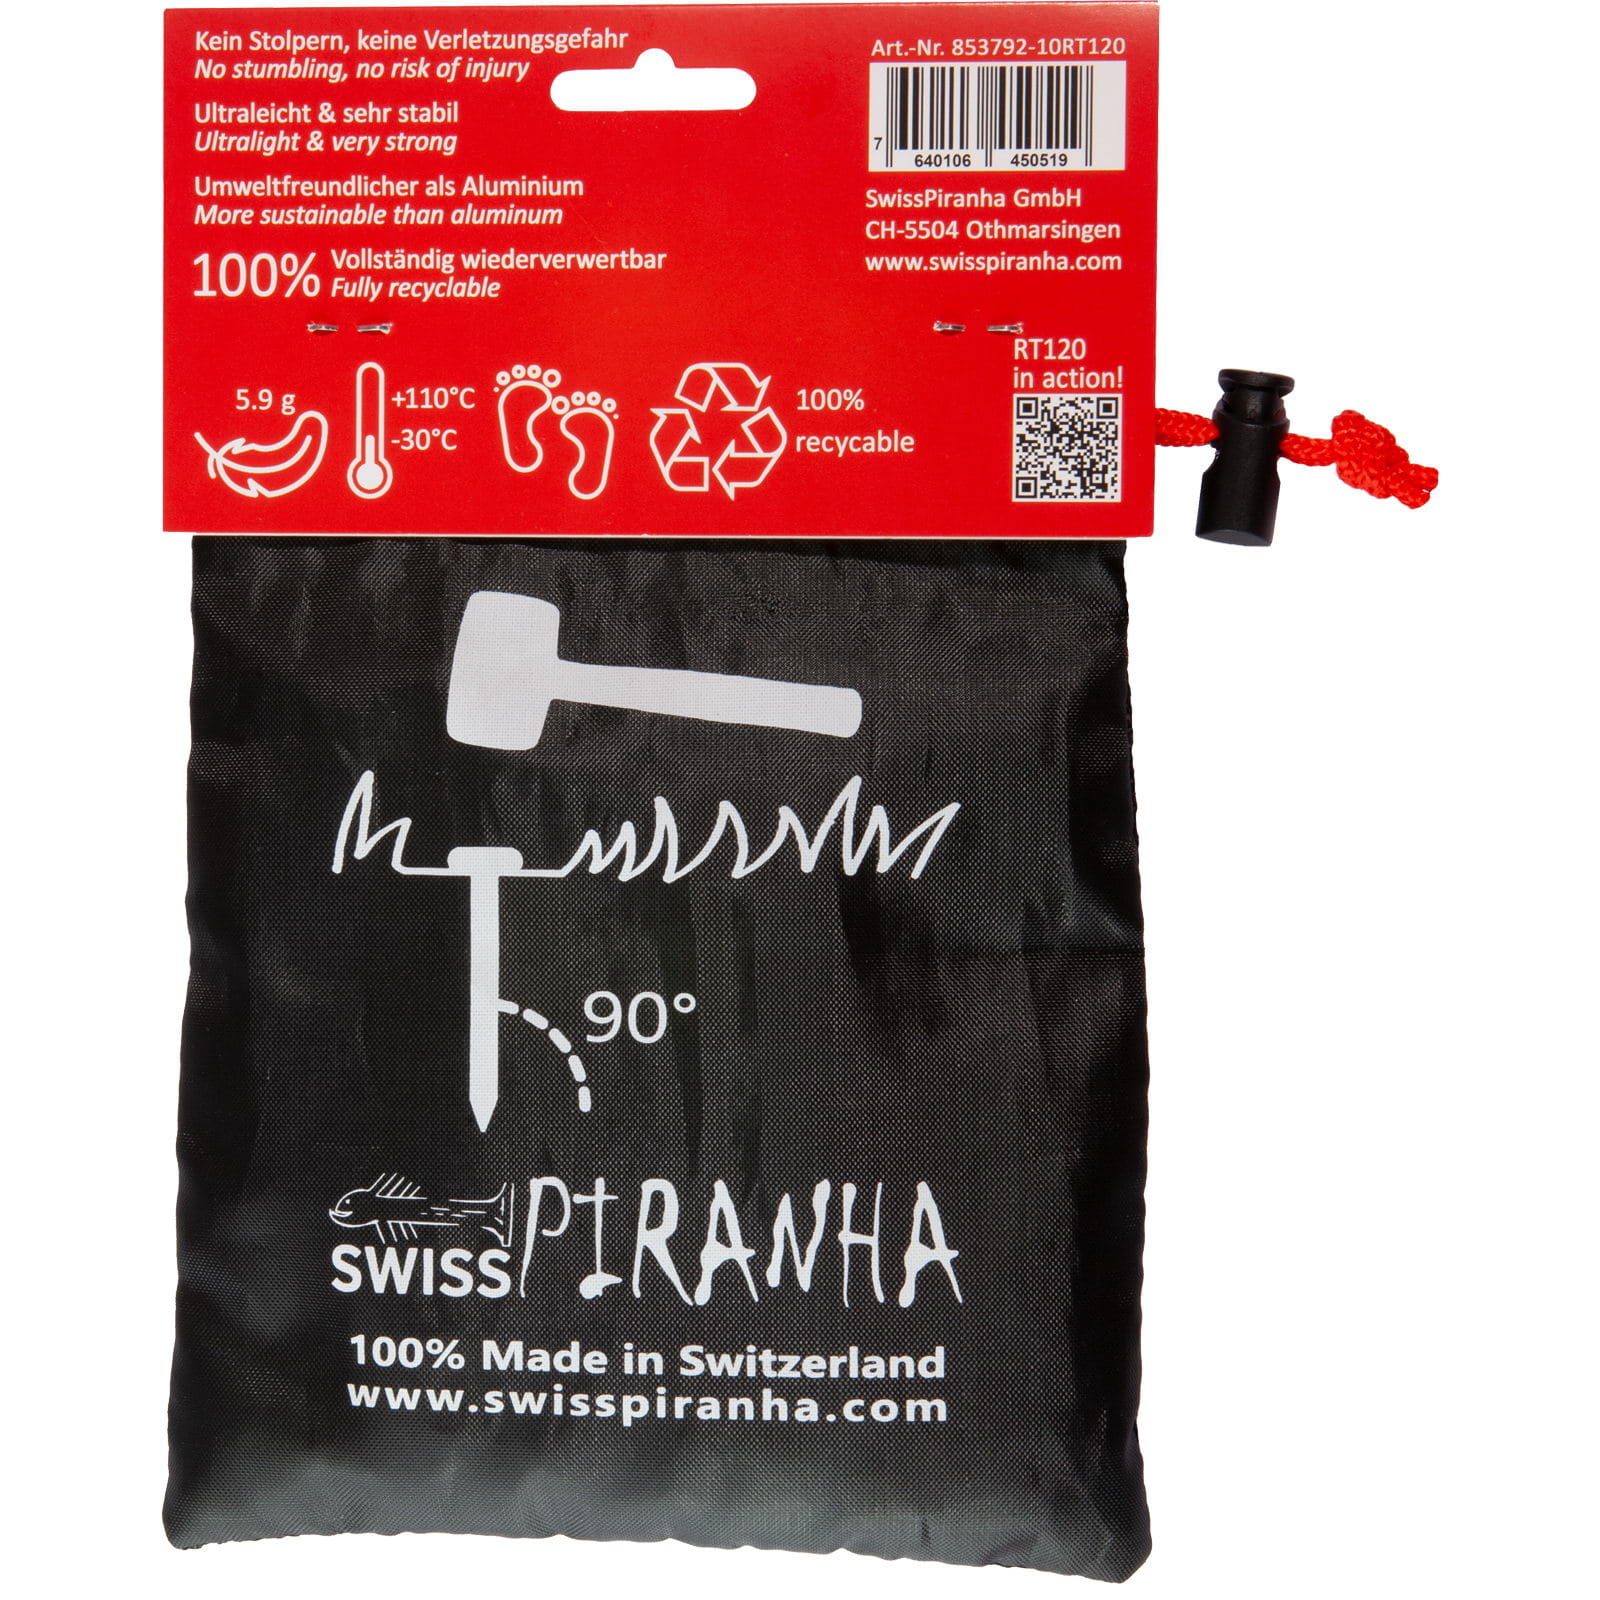 Kein Stolpern, keine Verletzungsgefahr
No stumbling, no risk of injury
Ultraleicht & sehr stabil
Ultralight & very strong
Umweltfreundlicher als Aluminium
More sustainable than aluminum
100% Vollständig wiederverwertbar
Fully recyclable
Art.-Nr. 853792-10RT120
7 640106 450519
SwissPiranha GmbH
CH-5504 Othmarsingen
www.swisspiranha.com
5.9 g
+110°C
-30°C
100%
recycable
RT120
in action!
90°
SWISS PIRANHA
100% Made in Switzerland
www.swisspiranha.com